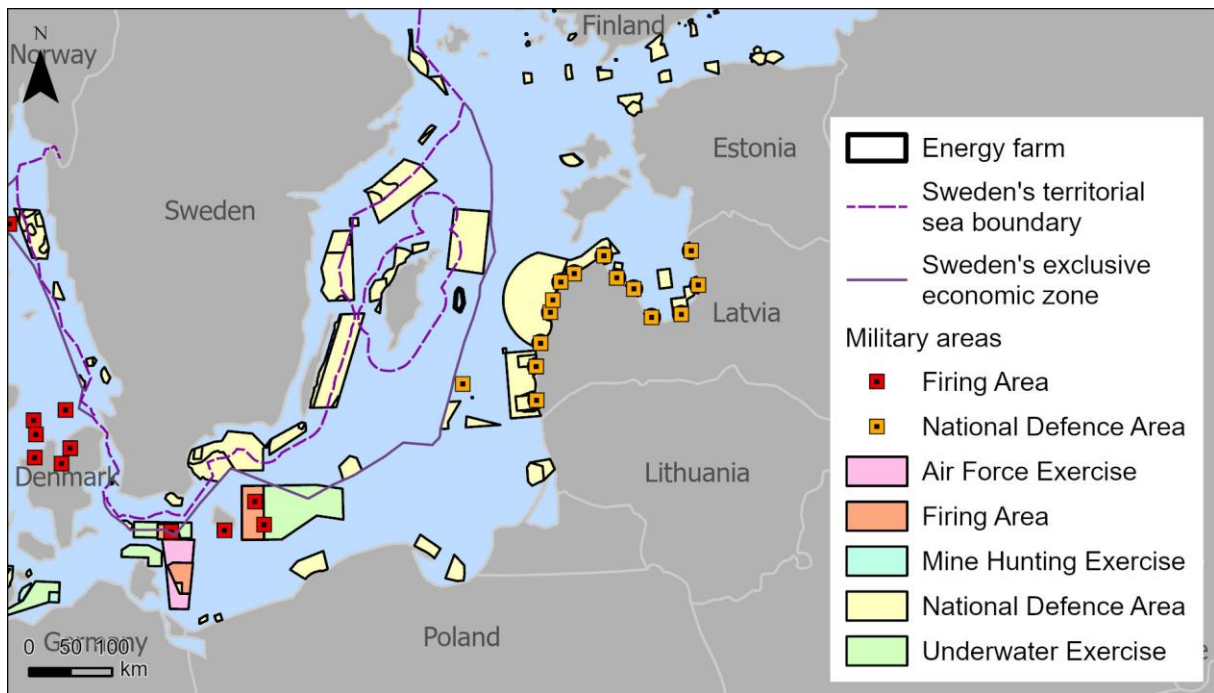 Finland
N
Norway
Estonia
Sweden
Latvia
Denmark
Lithuania
Germany
Poland
0 50 100
km
Energy farm
Sweden's territorial
sea boundary
Sweden's exclusive
economic zone
Military areas
Firing Area
National Defence Area
Air Force Exercise
Firing Area
Mine Hunting Exercise
National Defence Area
Underwater Exercise